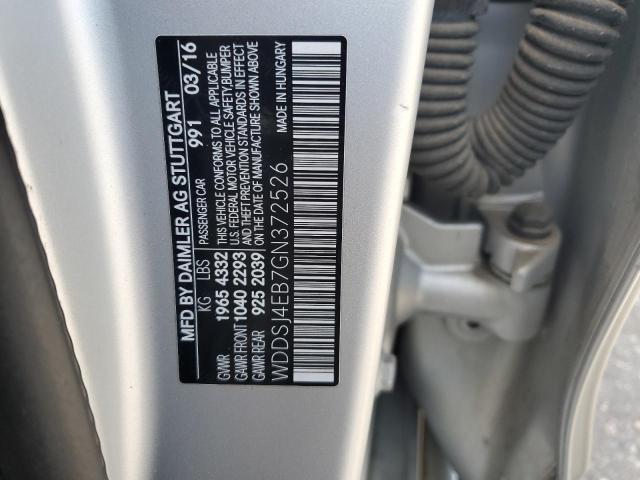 MFD BY DAIMLER AG STUTTGART
PASSENGER CAR 991 03/16
KG LBS
GVWR 1965 4332
GAWR FRONT 1040 2293
GAWR REAR 925 2039
THIS VEHICLE CONFORMS TO ALL APPLICABLE
U.S. FEDERAL MOTOR VEHICLE SAFETY, BUMPER
AND THEFT PREVENTION STANDARDS IN EFFECT
ON THE DATE OF MANUFACTURE SHOWN ABOVE
WDDSJ4EB7GN372526 MADE IN HUNGARY